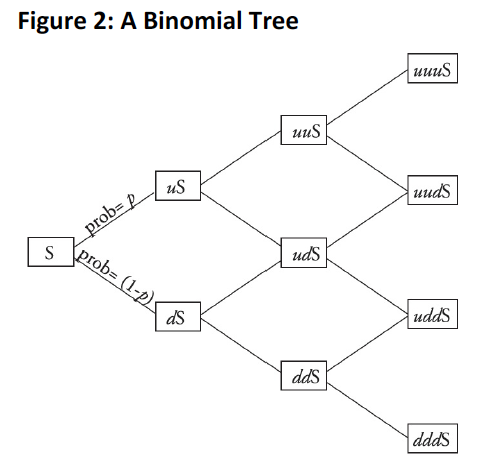 Figure 2: A Binomial Tree
uuuS
uuS
uS
prob= p
uudS
S
udS
prob= (1-p)
dS
uddS
ddS
dddS